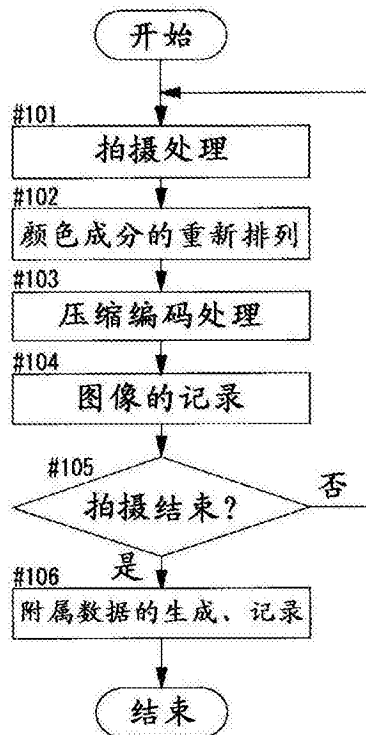 开始
#101
拍摄处理
#102
颜色成分的重新排列
#103
压缩编码处理
#104
图像的记录
#105
拍摄结束?
否
是
#106
附属数据的生成、记录
结束